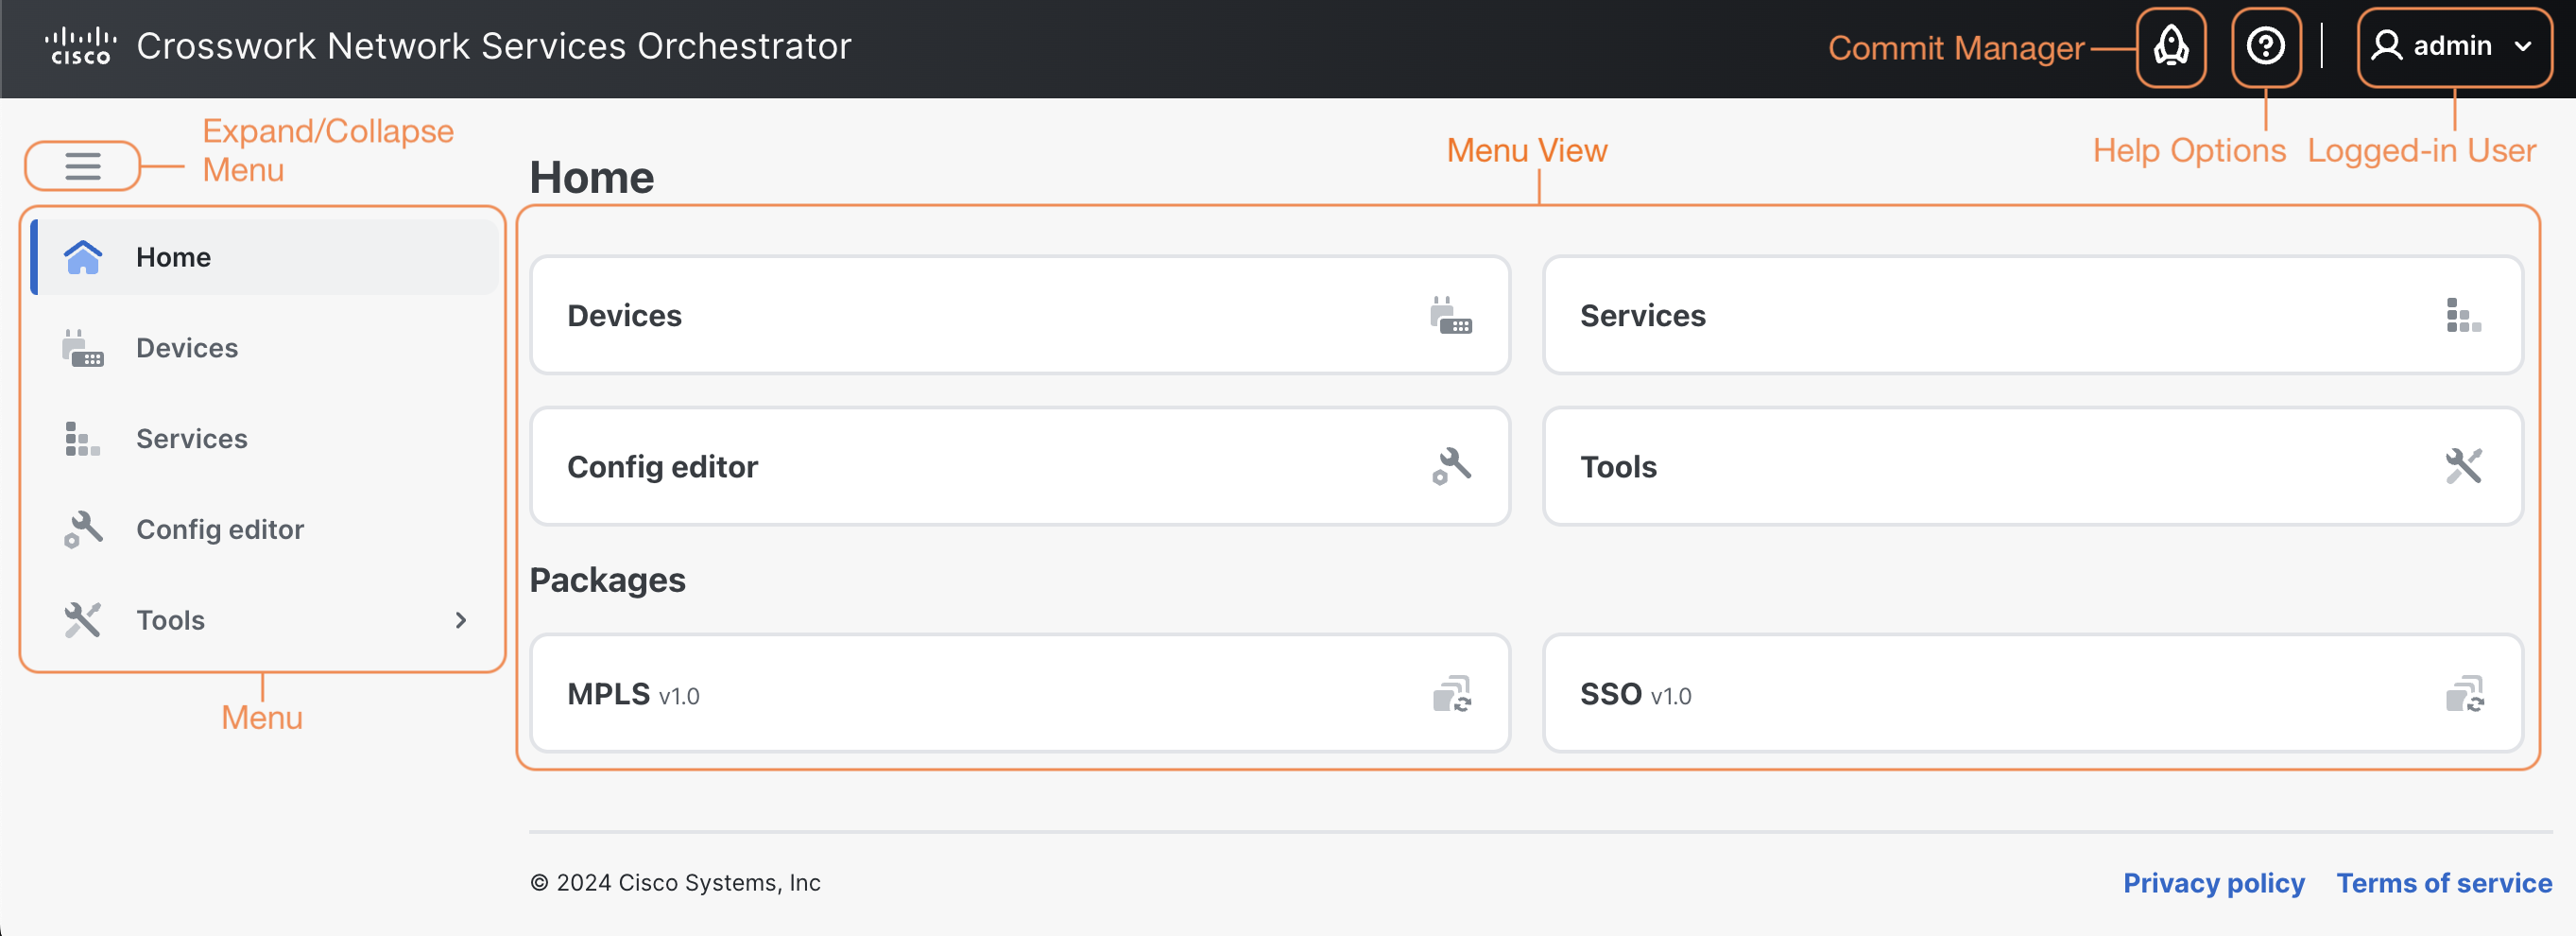 cisco Crosswork Network Services Orchestrator
Commit Manager
admin
Expand/Collapse
Menu
Help Options
Logged-in User
Menu View
Home
Home
Devices
Services
Config editor
Tools
Menu
Devices
Services
Config editor
Tools
Packages
MPLS v1.0
SSO v1.0
© 2024 Cisco Systems, Inc
Privacy policy
Terms of service